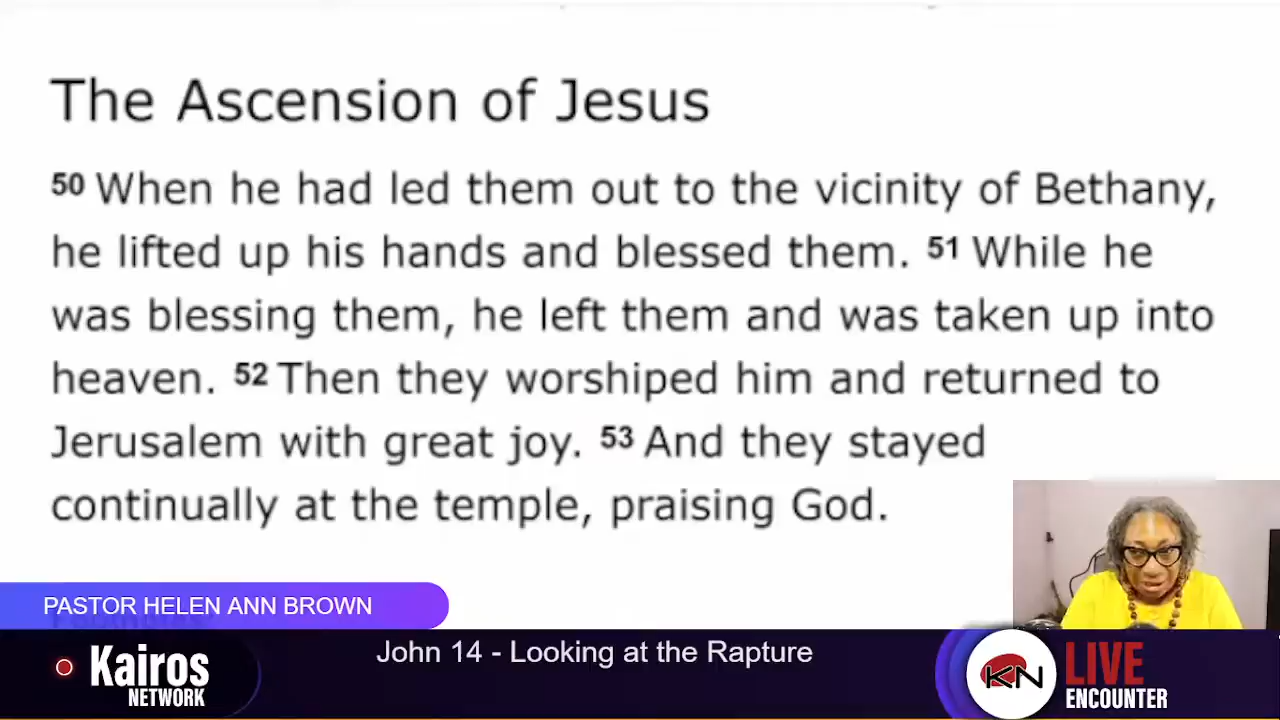 The Ascension of Jesus
50 When he had led them out to the vicinity of Bethany,
he lifted up his hands and blessed them. 51 While he
was blessing them, he left them and was taken up into
heaven. 52 Then they worshiped him and returned to
Jerusalem with great joy. 53 And they stayed
continually at the temple, praising God.
PASTOR HELEN ANN BROWN
John 14 - Looking at the Rapture
Kairos
NETWORK
KN
LIVE
ENCOUNTER